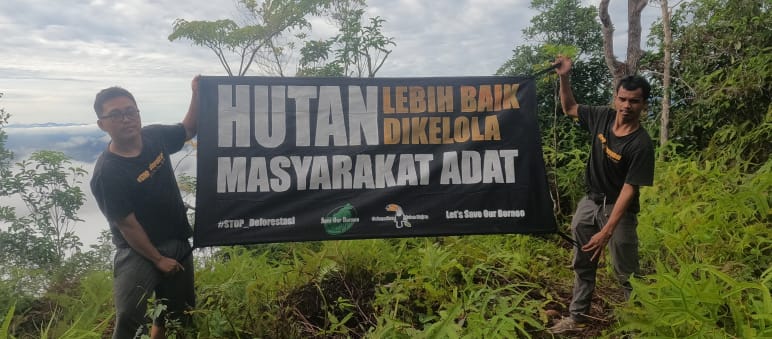 HUTAN LEBIH BAIK
DIKELOLA
MASYARAKAT ADAT
#STOP_Deforestasi
Save Our Borneo
Let's Save Our Borneo